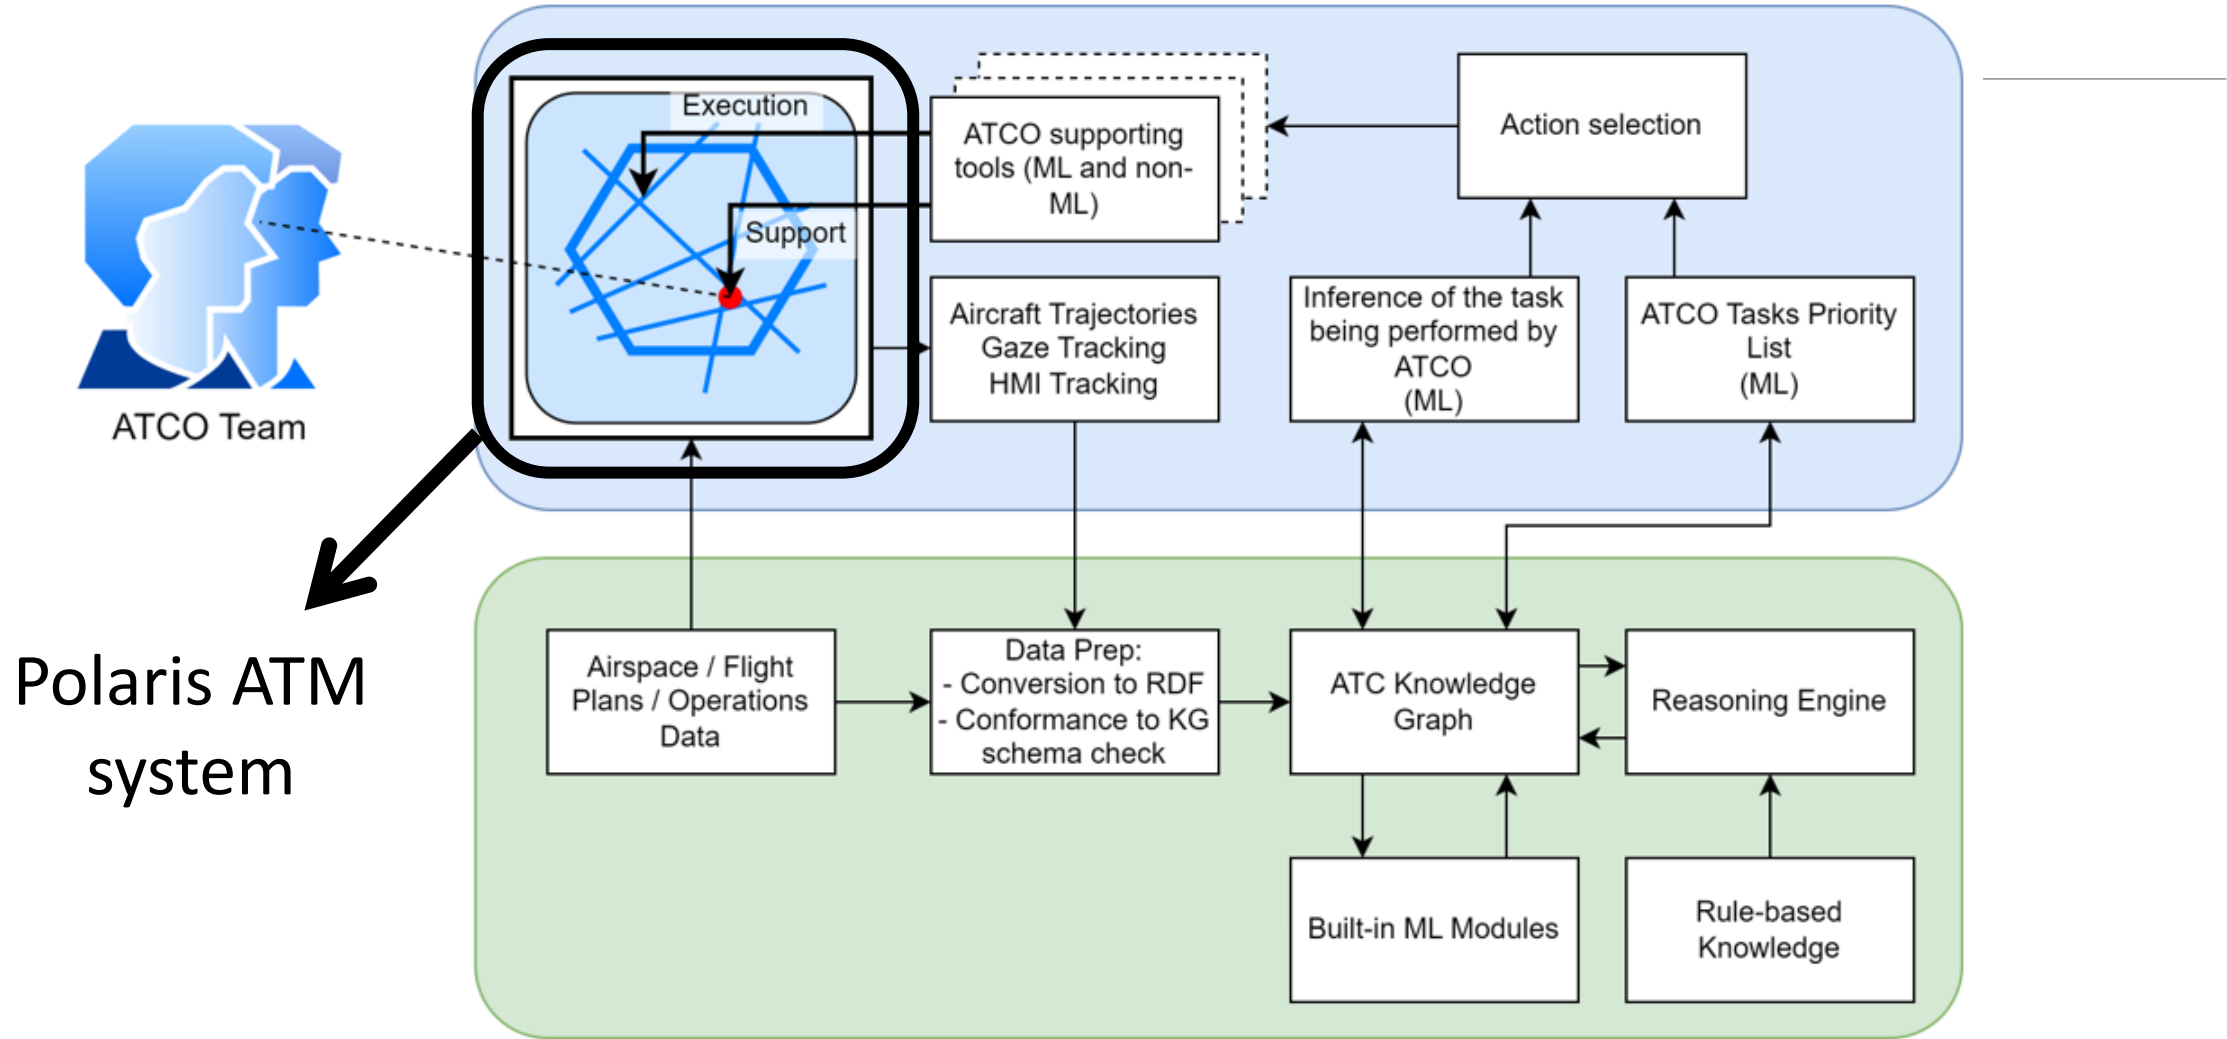 Execution
Support
ATCO supporting
tools (ML and non-
ML)
Action selection
Aircraft Trajectories
Gaze Tracking
HMI Tracking
Inference of the task
being performed by
ATCO
(ML)
ATCO Tasks Priority
List
(ML)
ATCO Team
Polaris ATM
system
Airspace / Flight
Plans / Operations
Data
Data Prep:
- Conversion to RDF
- Conformance to KG
schema check
ATC Knowledge
Graph
Reasoning Engine
Built-in ML Modules
Rule-based
Knowledge